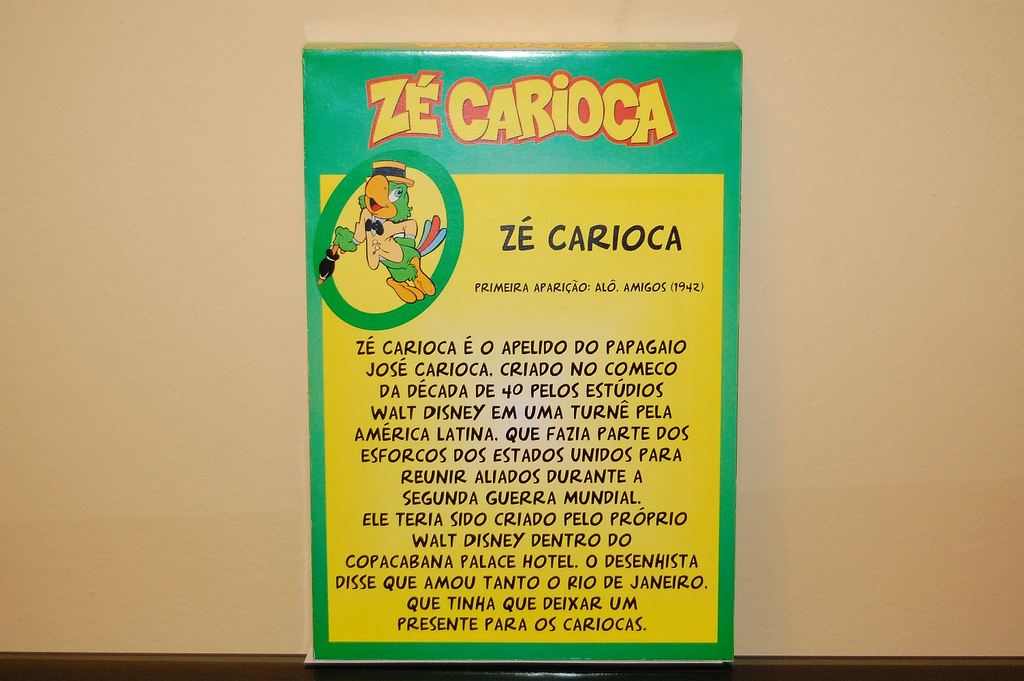 ZÉ CARIOCA
ZÉ CARIOCA
PRIMEIRA APARIÇÃO: ALÔ, AMIGOS (1942)
ZÉ CARIOCA É O APELIDO DO PAPAGAIO
JOSÉ CARIOCA, CRIADO NO COMECO
DA DÉCADA DE 40 PELOS ESTÚDIOS
WALT DISNEY EM UMA TURNÊ PELA
AMÉRICA LATINA, QUE FAZIA PARTE DOS
ESFORCOS DOS ESTADOS UNIDOS PARA
REUNIR ALIADOS DURANTE A
SEGUNDA GUERRA MUNDIAL.
ELE TERIA SIDO CRIADO PELO PRÓPRIO
WALT DISNEY DENTRO DO
COPACABANA PALACE HOTEL. O DESENHISTA
DISSE QUE AMOU TANTO O RIO DE JANEIRO,
QUE TINHA QUE DEIXAR UM
PRESENTE PARA OS CARIOCAS.